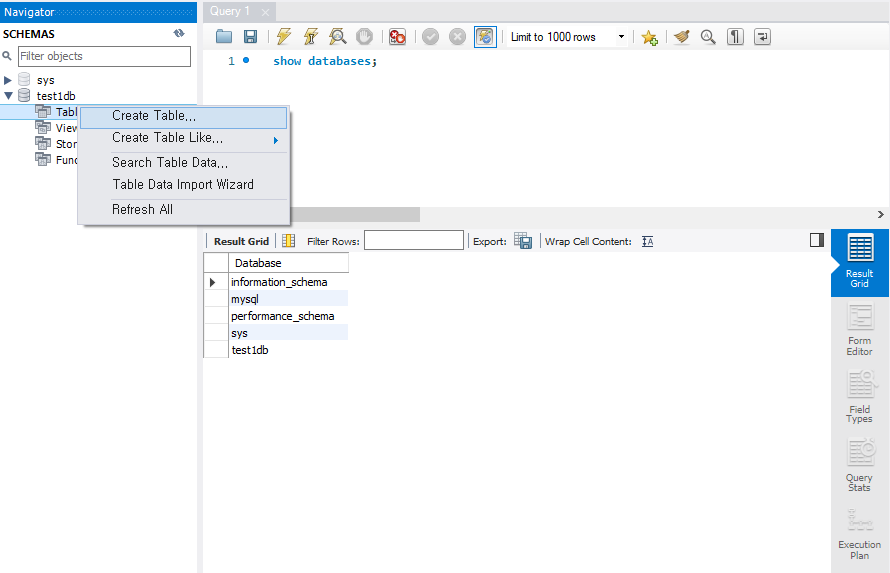 Navigator
SCHEMAS
Filter objects
sys
test1db
Tabl
View
Stor
Func
Create Table...
Create Table Like...
Search Table Data...
Table Data Import Wizard
Refresh All
Query 1
Limit to 1000 rows
1 show databases;
Result Grid Filter Rows: Export: Wrap Cell Content:
Database
information_schema
mysql
performance_schema
sys
test1db
Result
Grid
Form
Editor
Field
Types
Query
Stats
Execution
Plan